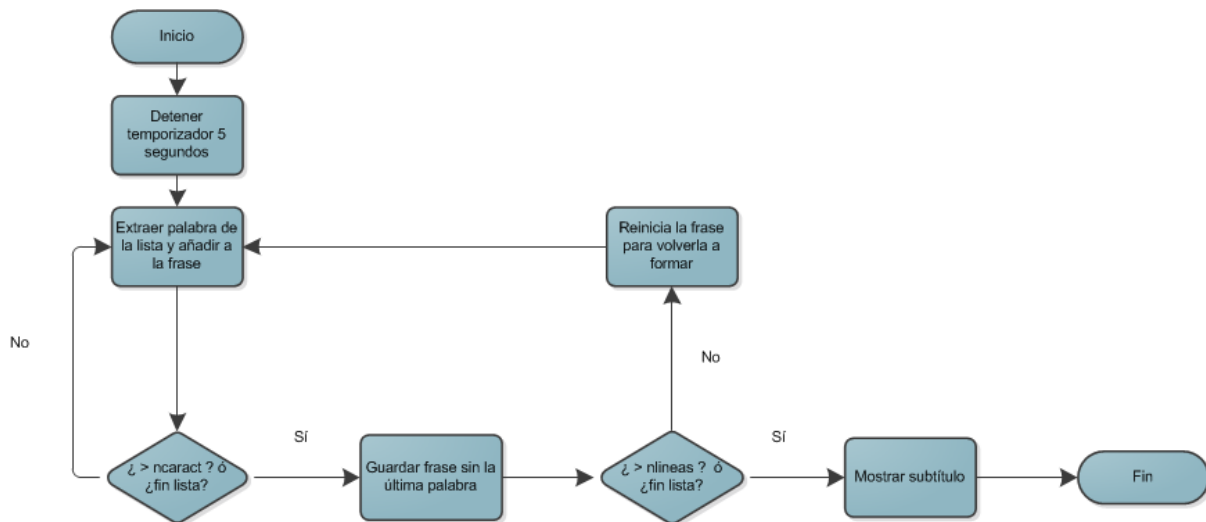 Inicio
Detener
temporizador 5
segundos
Extraer palabra de
la lista y añadir a
la frase
Reinicia la frase
para volverla a
formar
No
No
Sí
Sí
¿ > ncaract ? ó
¿fin lista?
Guardar frase sin la
última palabra
¿ > nlineas ? ó
¿fin lista?
Mostrar subtítulo
Fín